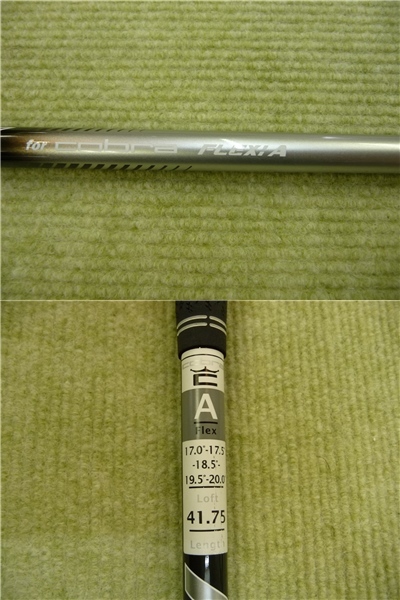 for cobra FLEX:A
A
Flex
17.0°-17.5°
-18.5°-
19.5°-20.0°
Loft
41.75
Length